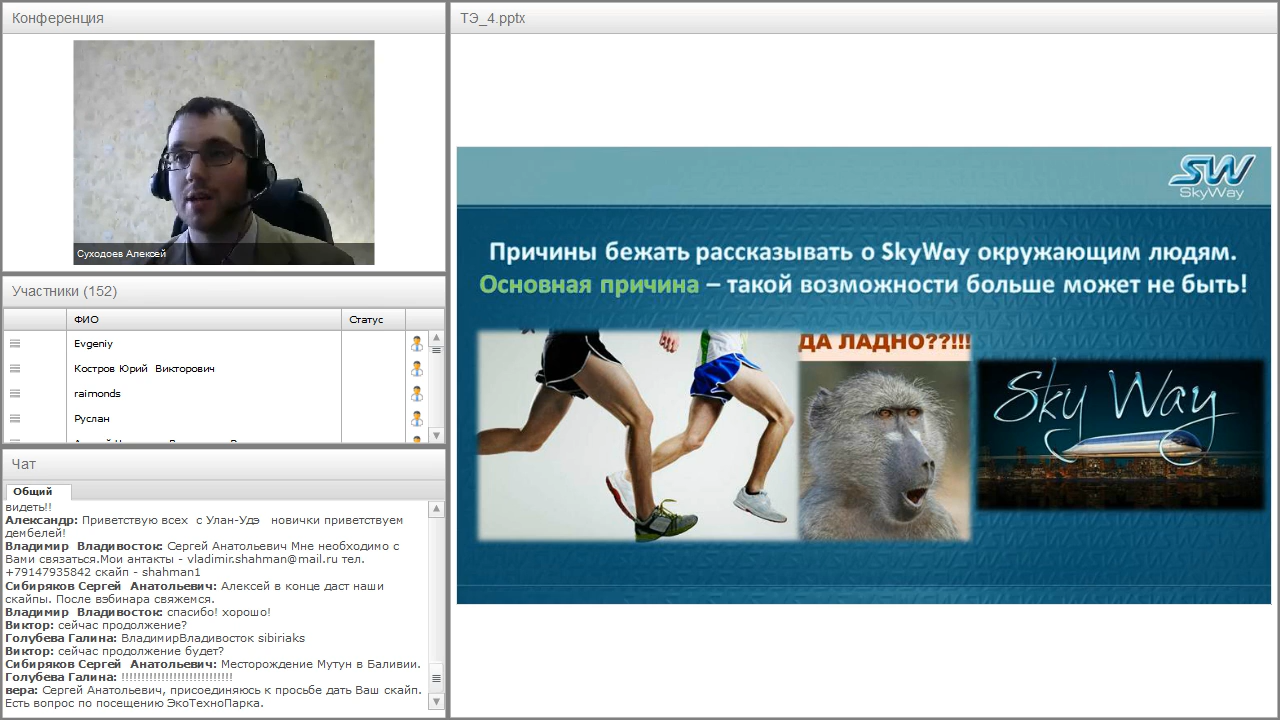 Конференция
Суходоев Алексей
Участники (152)
ФИО
Статус
Evgeniy
Костров Юрий Викторович
raimonds
Руслан
Чат
Общий
видеть!!
Александр: Приветствую всех с Улан-Удэ новички приветствуем
дембелей!
Владимир Владивосток: Сергей Анатольевич Мне необходимо с
Вами связаться.Мои антакты - vladimir.shahman@mail.ru тел.
+79147935842 скайп - shahman1
Сибиряков Сергей Анатольевич: Алексей в конце даст наши
скайпы. После вэбинара свяжемся.
Владимир Владивосток: спасибо! хорошо!
Виктор: сейчас продолжение?
Голубева Галина: ВладимирВладивосток sibiriaks
Виктор: сейчас продолжение будет?
Сибиряков Сергей Анатольевич: Месторождение Мутун в Баливии.
Голубева Галина: !!!!!!!!!!!!!!!!!!!!!!!!!!!!
вера: Сергей Анатольевич, присоединяюсь к просьбе дать Ваш скайп.
Есть вопрос по посещению ЭкоТехноПарка.
ТЭ_4.pptx
SW
SkyWay
Причины бежать рассказывать о SkyWay окружающим людям.
Основная причина – такой возможности больше может не быть!
ДА ЛАДНО??!!!
Sky Way